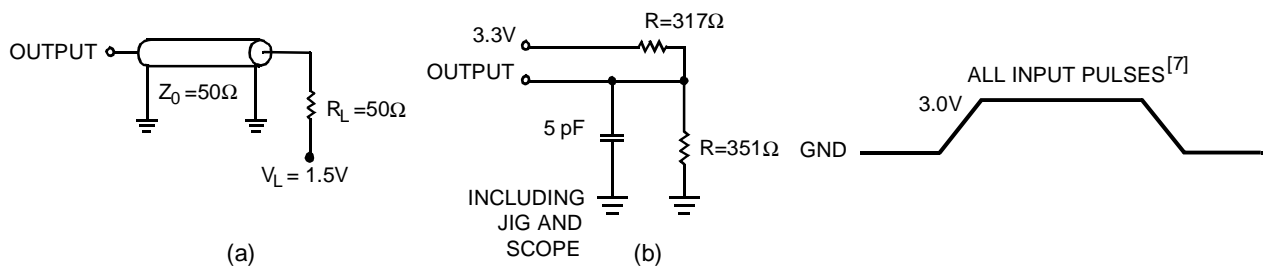 OUTPUT
Z0=50Ω
RL=50Ω
VL= 1.5V
(a)
R=317Ω
3.3V
OUTPUT
5 pF
R=351Ω
INCLUDING
JIG AND
SCOPE
(b)
ALL INPUT PULSES[7]
3.0V
GND